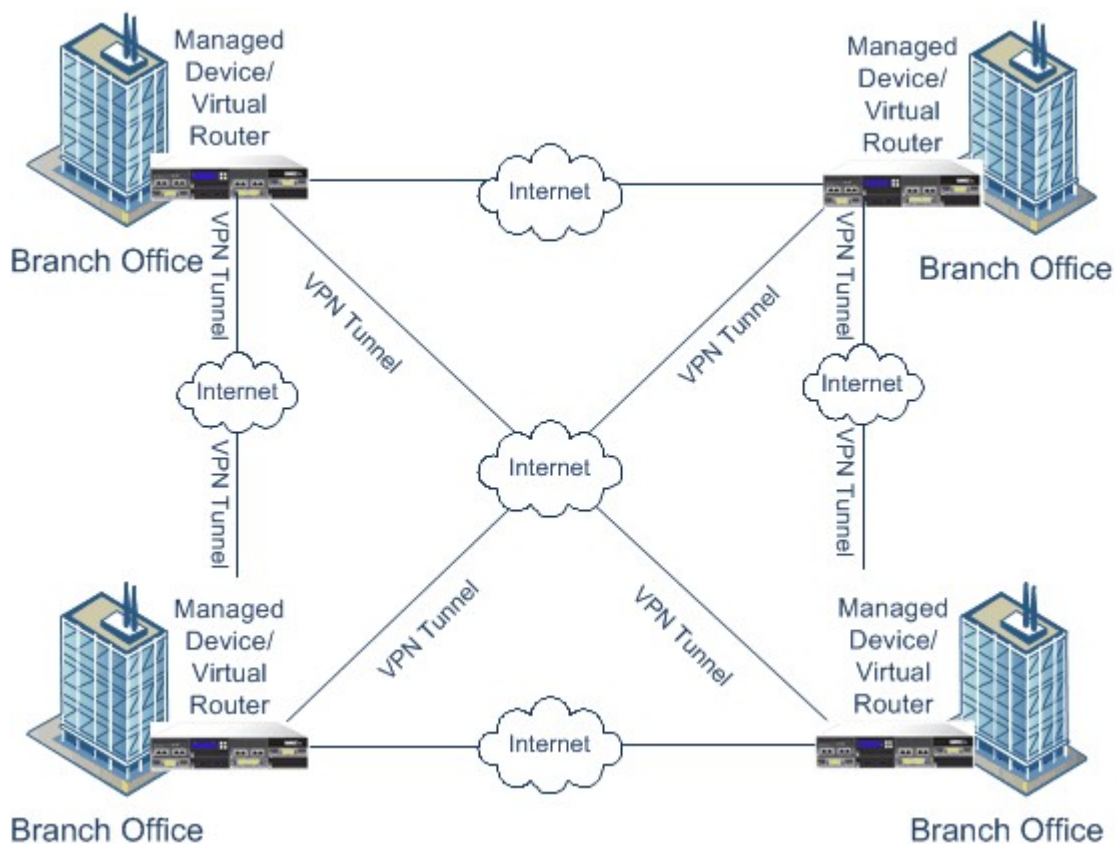 Managed
Device/
Virtual
Router
Managed
Device/
Virtual
Router
Internet
Branch Office
Branch Office
VPN Tunnel
VPN Tunnel
VPN Tunnel
VPN Tunnel
Internet
Internet
Internet
VPN Tunnel
VPN Tunnel
VPN Tunnel
VPN Tunnel
Managed
Device/
Virtual
Router
Managed
Device/
Virtual
Router
Internet
Branch Office
Branch Office